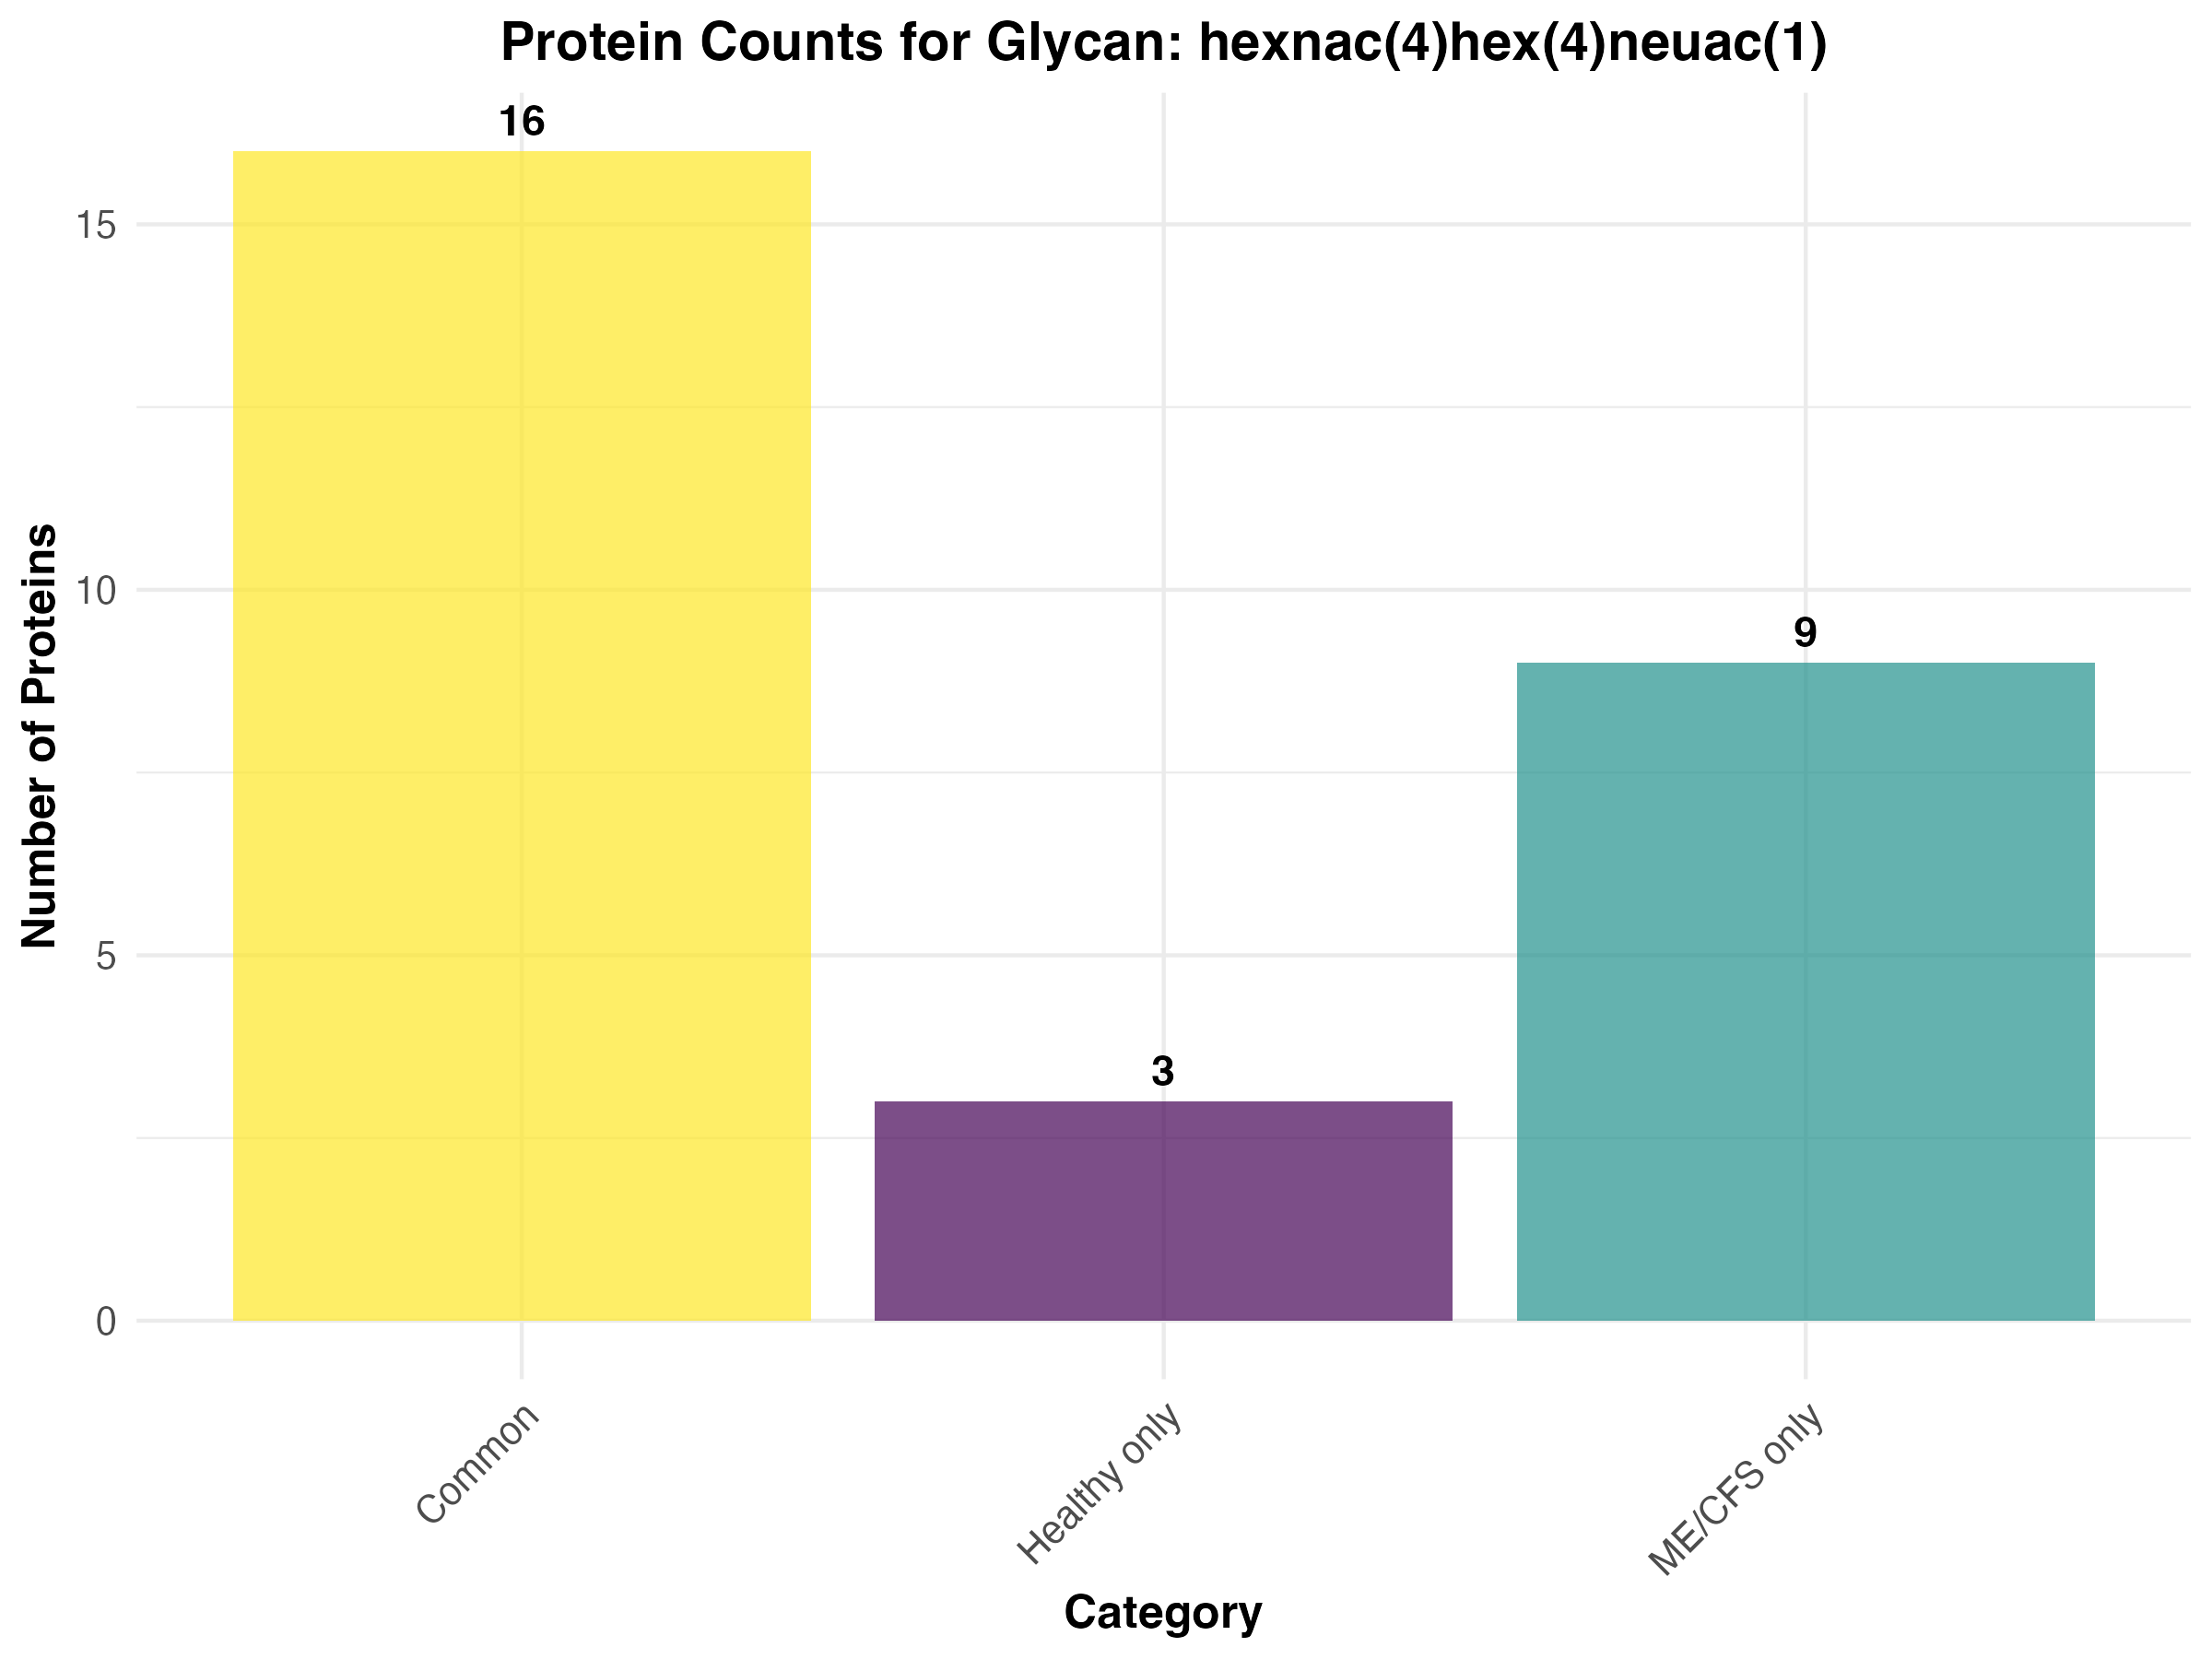 Protein Counts for Glycan: hexnac(4)hex(4)neuac(1)
16
15
10
9
5
3
0
Number of Proteins
Common
Healthy only
ME/CFS only
Category